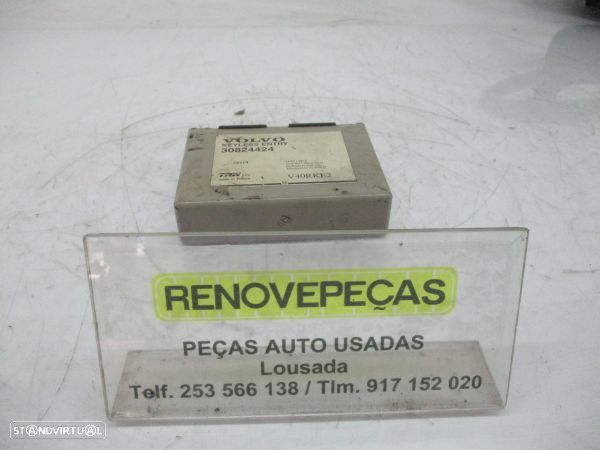 VOLVO
KEYLESS ENTRY
30824424
TRW
V40RKE2
RENOVEPEÇAS
PEÇAS AUTO USADAS
Lousada
Telf. 253 566 138 / Tlm. 917 152 020
STANDVIRTUAL